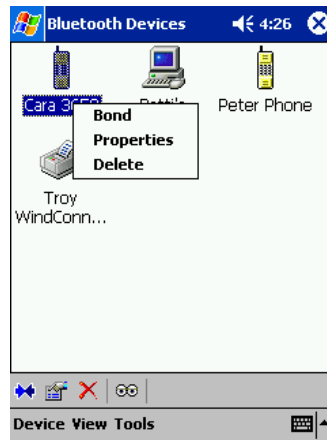 Bluetooth Devices 4:26
Cara 3650
Peter Phone
Bond
Properties
Delete
Troy
WindConn...
Device View Tools